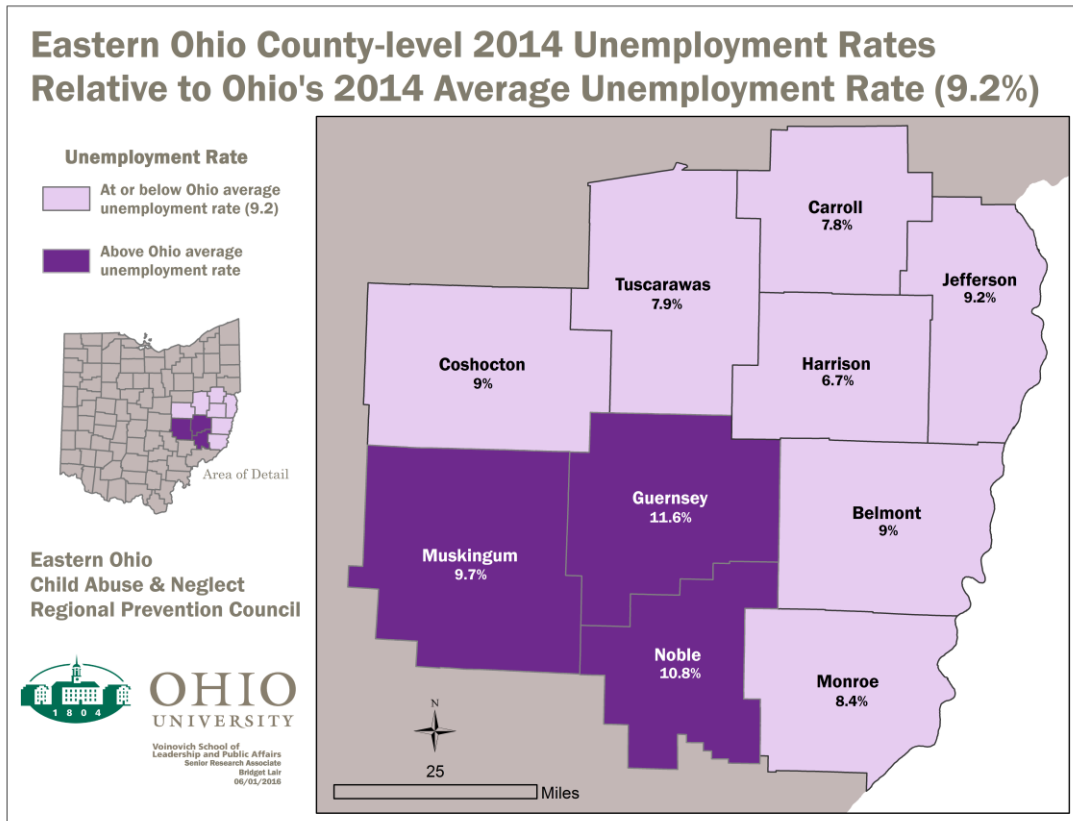 Eastern Ohio County-level 2014 Unemployment Rates
Relative to Ohio's 2014 Average Unemployment Rate (9.2%)
Unemployment Rate
At or below Ohio average
unemployment rate (9.2)
Above Ohio average
unemployment rate
Area of Detail
Eastern Ohio
Child Abuse & Neglect
Regional Prevention Council
1804
OHIO
UNIVERSITY
Voinovich School of
Leadership and Public Affairs
Senior Research Associate
Bridget Lair
06/01/2016
Carroll
7.8%
Tuscarawas
7.9%
Jefferson
9.2%
Coshocton
9%
Harrison
6.7%
Guernsey
11.6%
Belmont
9%
Muskingum
9.7%
Noble
10.8%
Monroe
8.4%
N
25
Miles